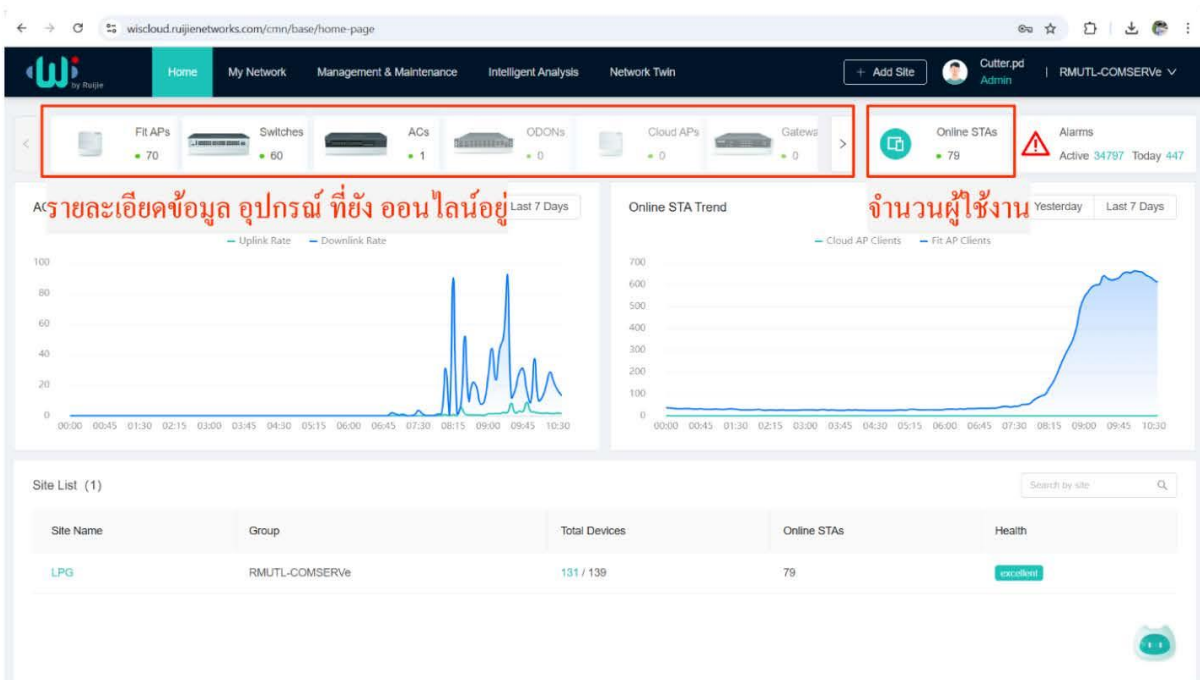 wiscloud.ruijienetworks.com/cmn/base/home-page
Wi by Ruijie
Home My Network Management & Maintenance Intelligent Analysis Network Twin + Add Site Cutter.pd Admin RMUTL-COMSERVe
Fit APs 70 Switches 60 ACs 1 ODONs 0 Cloud APs 0 Gatewa 0 Online STAs 79 Alarms Active 34797 Today 447
รายละเอียดข้อมูล อุปกรณ์ ที่ยัง ออนไลน์อยู่ Last 7 Days
Online STA Trend จำนวนผู้ใช้งาน Yesterday Last 7 Days
Uplink Rate Downlink Rate
100
80
60
40
20
0
00:00 00:45 01:30 02:15 03:00 03:45 04:30 05:15 06:00 06:45 07:30 08:15 09:00 09:45 10:30
Cloud AP Clients Fit AP Clients
700
600
500
400
300
200
100
0
00:00 00:45 01:30 02:15 03:00 03:45 04:30 05:15 06:00 06:45 07:30 08:15 09:00 09:45 10:30
Site List (1) Search by site
Site Name Group Total Devices Online STAs Health
LPG RMUTL-COMSERVe 131 / 139 79 excellent